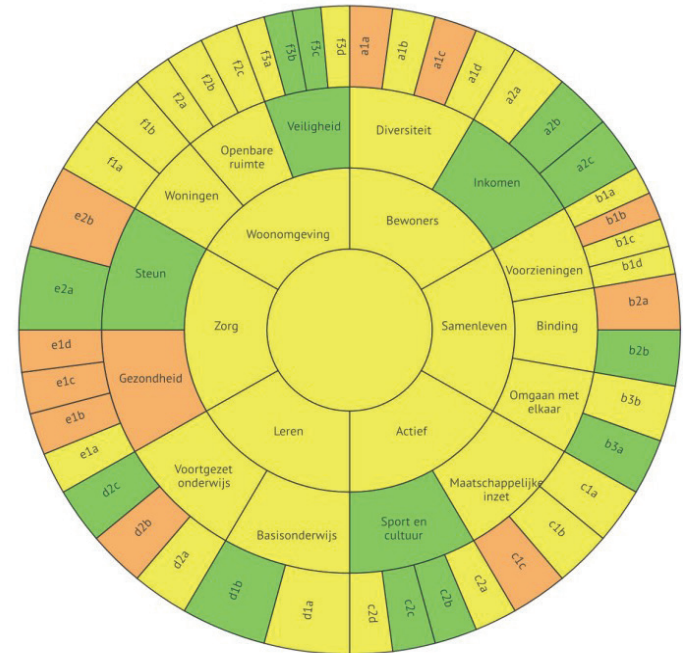 Bewoners
Samenleven
Actief
Leren
Zorg
Woonomgeving
Diversiteit
Inkomen
Voorzieningen
Binding
Omgaan met
elkaar
Maatschappelijke
inzet
Sport en
cultuur
Basisonderwijs
Voortgezet
onderwijs
Gezondheid
Steun
Woningen
Openbare
ruimte
Veiligheid
a1a
a1b
a1c
a1d
a2a
a2b
a2c
b1a
b1b
b1c
b1d
b2a
b2b
b3b
b3a
c1a
c1b
c1c
c2a
c2b
c2c
c2d
d1a
d1b
d2a
d2b
d2c
e1a
e1b
e1c
e1d
e2a
e2b
f1a
f1b
f2a
f2b
f2c
f3a
f3b
f3c
f3d